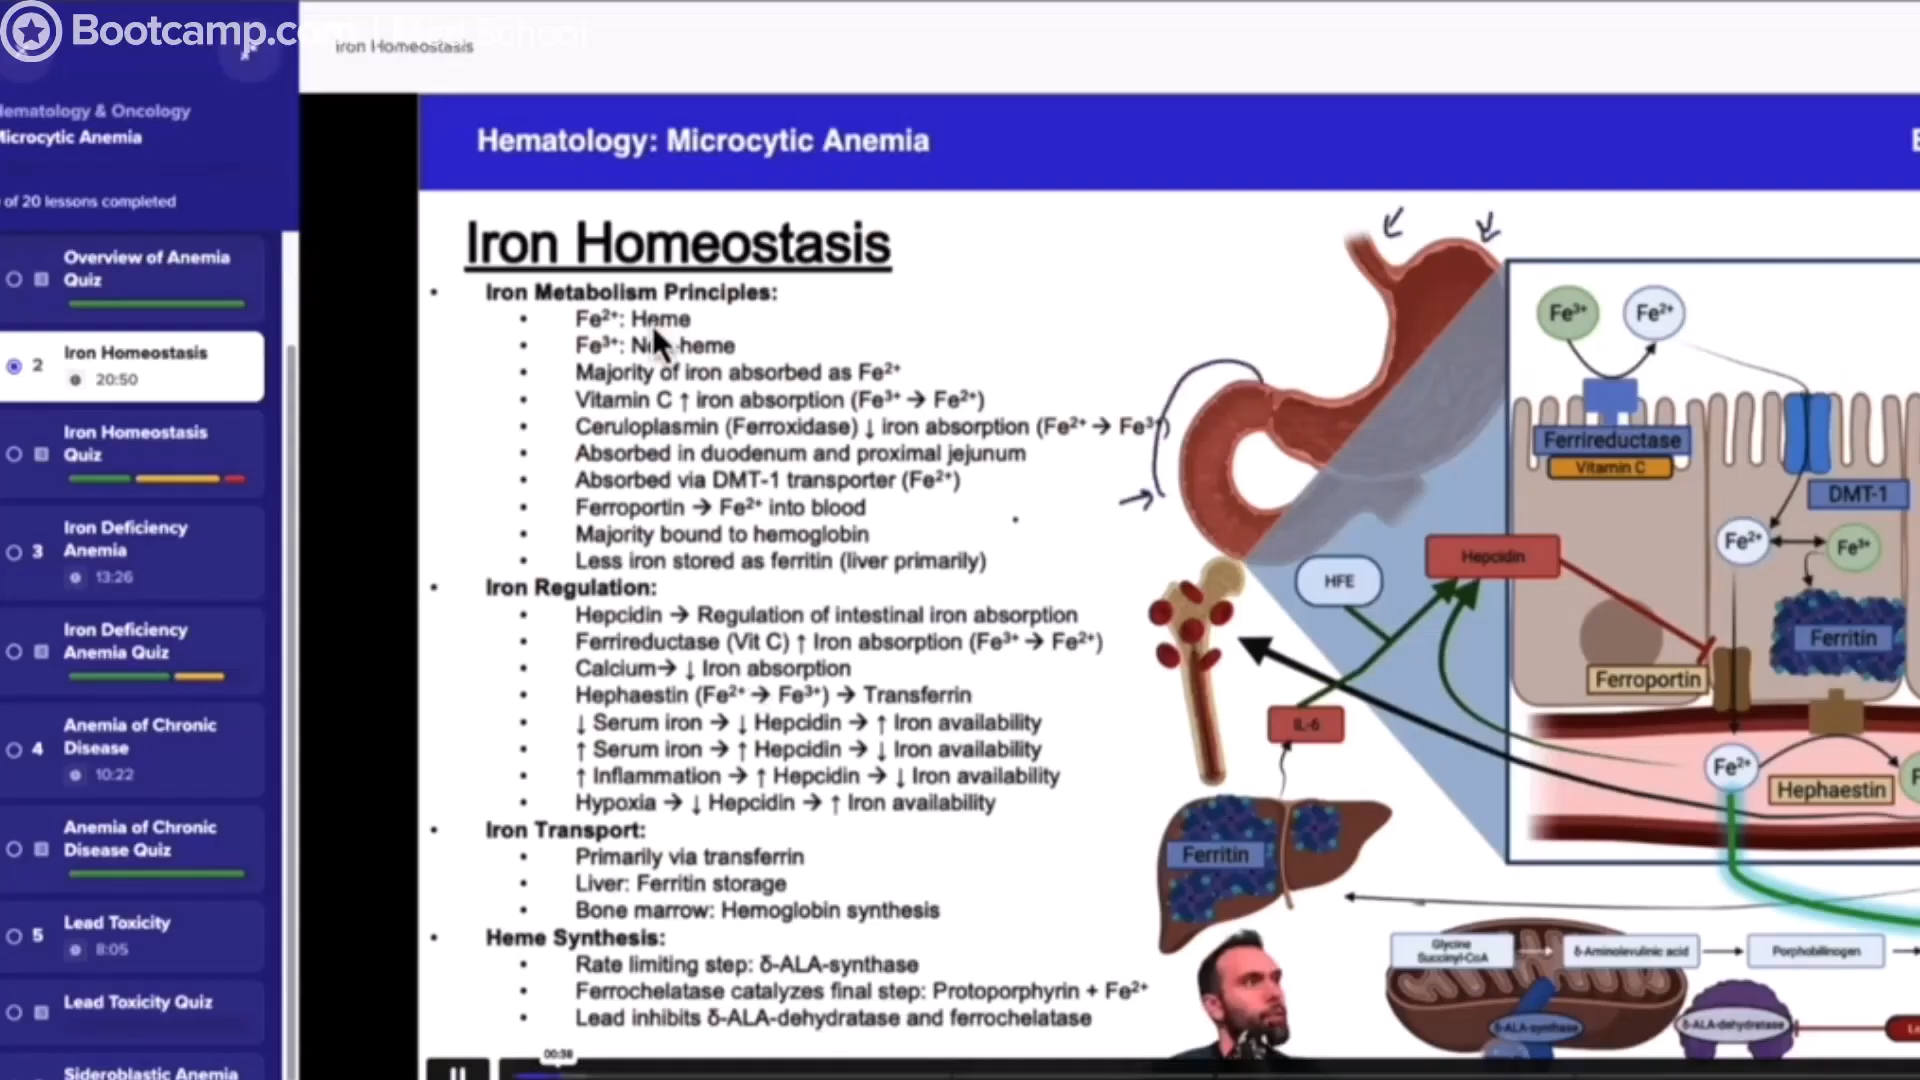 Bootcamp.c
Iron Homeostasis
Hematology & Oncology
Microcytic Anemia
of 20 lessons completed
Overview of Anemia
Quiz
2 Iron Homeostasis
20:50
Iron Homeostasis
Quiz
3 Iron Deficiency
Anemia
13:26
Iron Deficiency
Anemia Quiz
4 Anemia of Chronic
Disease
10:22
Anemia of Chronic
Disease Quiz
5 Lead Toxicity
8:05
Lead Toxicity Quiz
Sideroblastic Anemia
Hematology: Microcytic Anemia
Iron Homeostasis
• Iron Metabolism Principles:
• Fe²⁺: Heme
• Fe³⁺: heme
• Majority of iron absorbed as Fe²⁺
• Vitamin C ↑ iron absorption (Fe³⁺ → Fe²⁺)
• Ceruloplasmin (Ferroxidase) ↓ iron absorption (Fe²⁺ → Fe³⁺)
• Absorbed in duodenum and proximal jejunum
• Absorbed via DMT-1 transporter (Fe²⁺)
• Ferroportin → Fe²⁺ into blood
• Majority bound to hemoglobin
• Less iron stored as ferritin (liver primarily)
• Iron Regulation:
• Hepcidin → Regulation of intestinal iron absorption
• Ferrireductase (Vit C) ↑ Iron absorption (Fe³⁺ → Fe²⁺)
• Calcium→ ↓ Iron absorption
• Hephaestin (Fe²⁺ → Fe³⁺) → Transferrin
• ↓ Serum iron → ↓ Hepcidin → ↑ Iron availability
• ↑ Serum iron → ↑ Hepcidin → ↓ Iron availability
• ↑ Inflammation → ↑ Hepcidin → ↓ Iron availability
• Hypoxia → ↓ Hepcidin → ↑ Iron availability
• Iron Transport:
• Primarily via transferrin
• Liver: Ferritin storage
• Bone marrow: Hemoglobin synthesis
• Heme Synthesis:
• Rate limiting step: δ-ALA-synthase
• Ferrochelatase catalyzes final step: Protoporphyrin + Fe²⁺
• Lead inhibits δ-ALA-dehydratase and ferrochelatase
Fe³⁺ Fe²⁺
Ferrireductase
Vitamin C
DMT-1
Fe²⁺ Fe³⁺
Hepcidin
HFE
Ferritin
Ferroportin
IL-6
Fe²⁺
Hephaestin
Ferritin
Glycine
Succinyl-CoA
δ-Aminolevulinic acid
Porphobilinogen
δ-ALA-synthase
δ-ALA-dehydratase
00:38